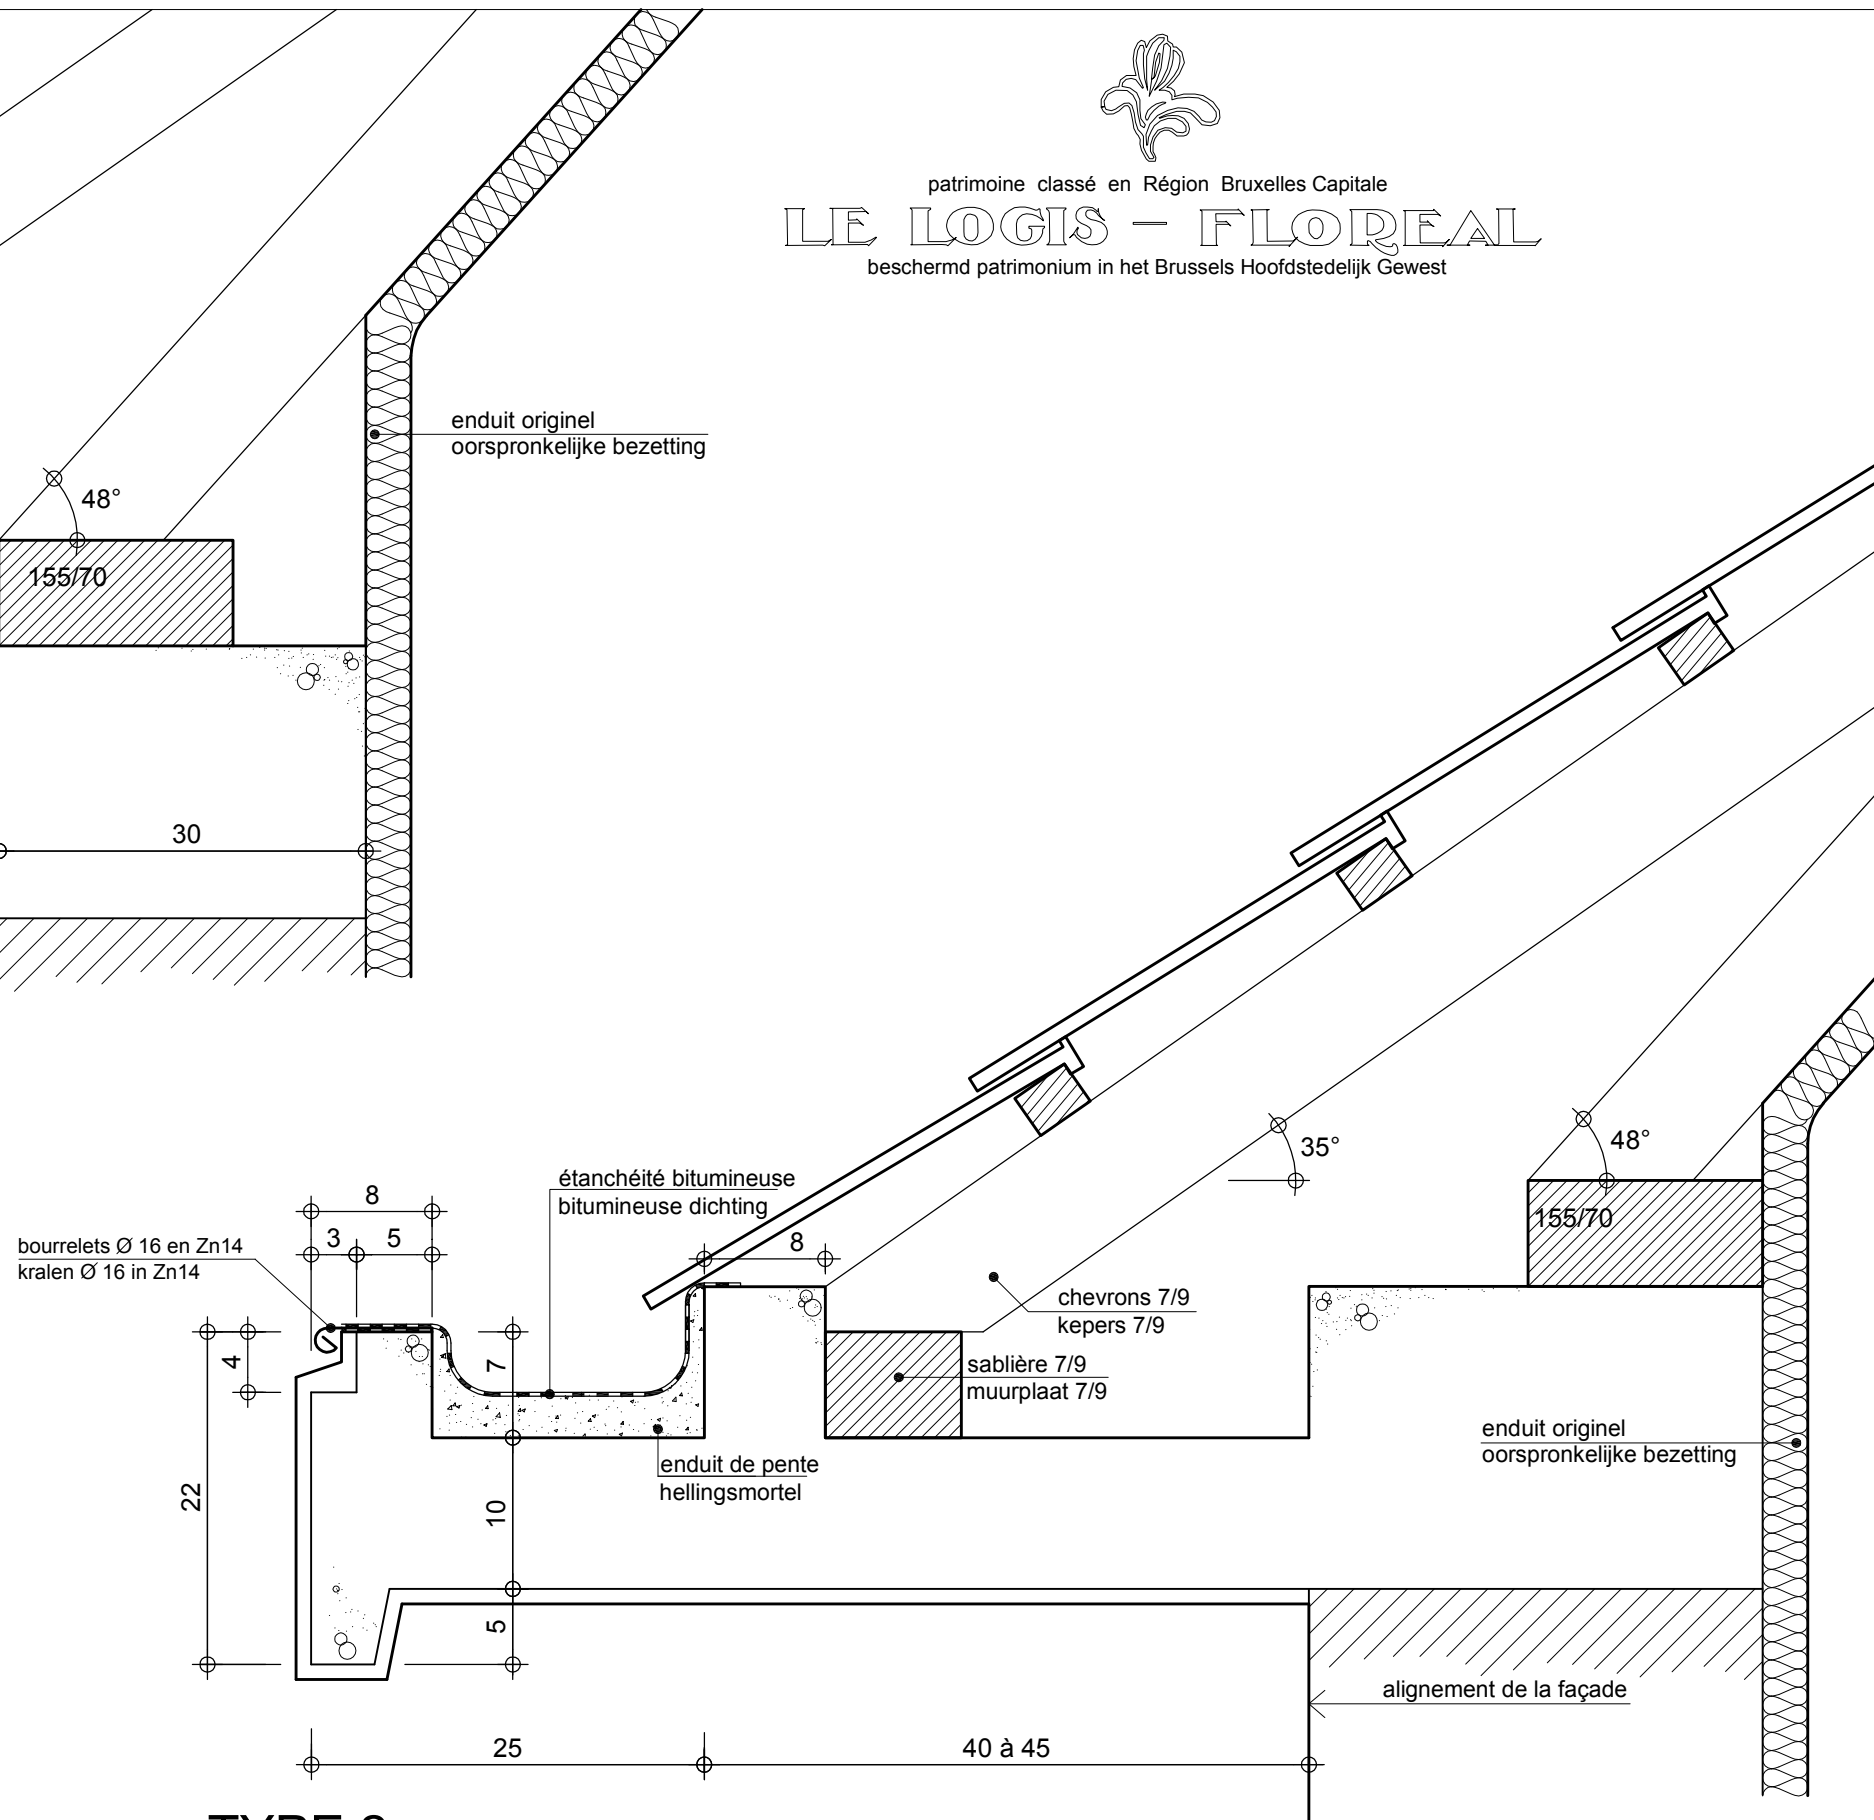 patrimoine classé en Région Bruxelles Capitale
LE LOGIS – FLOREAL
beschermd patrimonium in het Brussels Hoofdstedelijk Gewest
enduit originel
oorspronkelijke bezetting
48°
155/70
30
35°
48°
155/70
étanchéité bitumineuse
bitumineuse dichting
8
3
5
8
bourrelets Ø 16 en Zn14
kralen Ø 16 in Zn14
chevrons 7/9
kepers 7/9
4
7
sablière 7/9
muurplaat 7/9
enduit originel
oorspronkelijke bezetting
enduit de pente
hellingsmortel
22
10
5
alignement de la façade
25
40 à 45